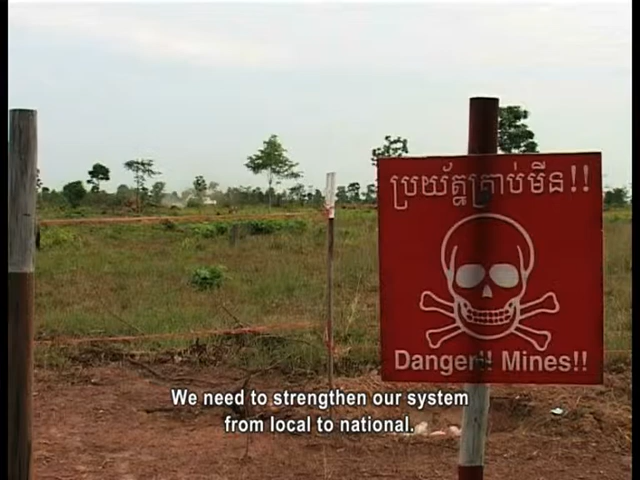 ប្រយ័ត្នគ្រាប់មីន !!
Danger!! Mines!!
We need to strengthen our system
from local to national.